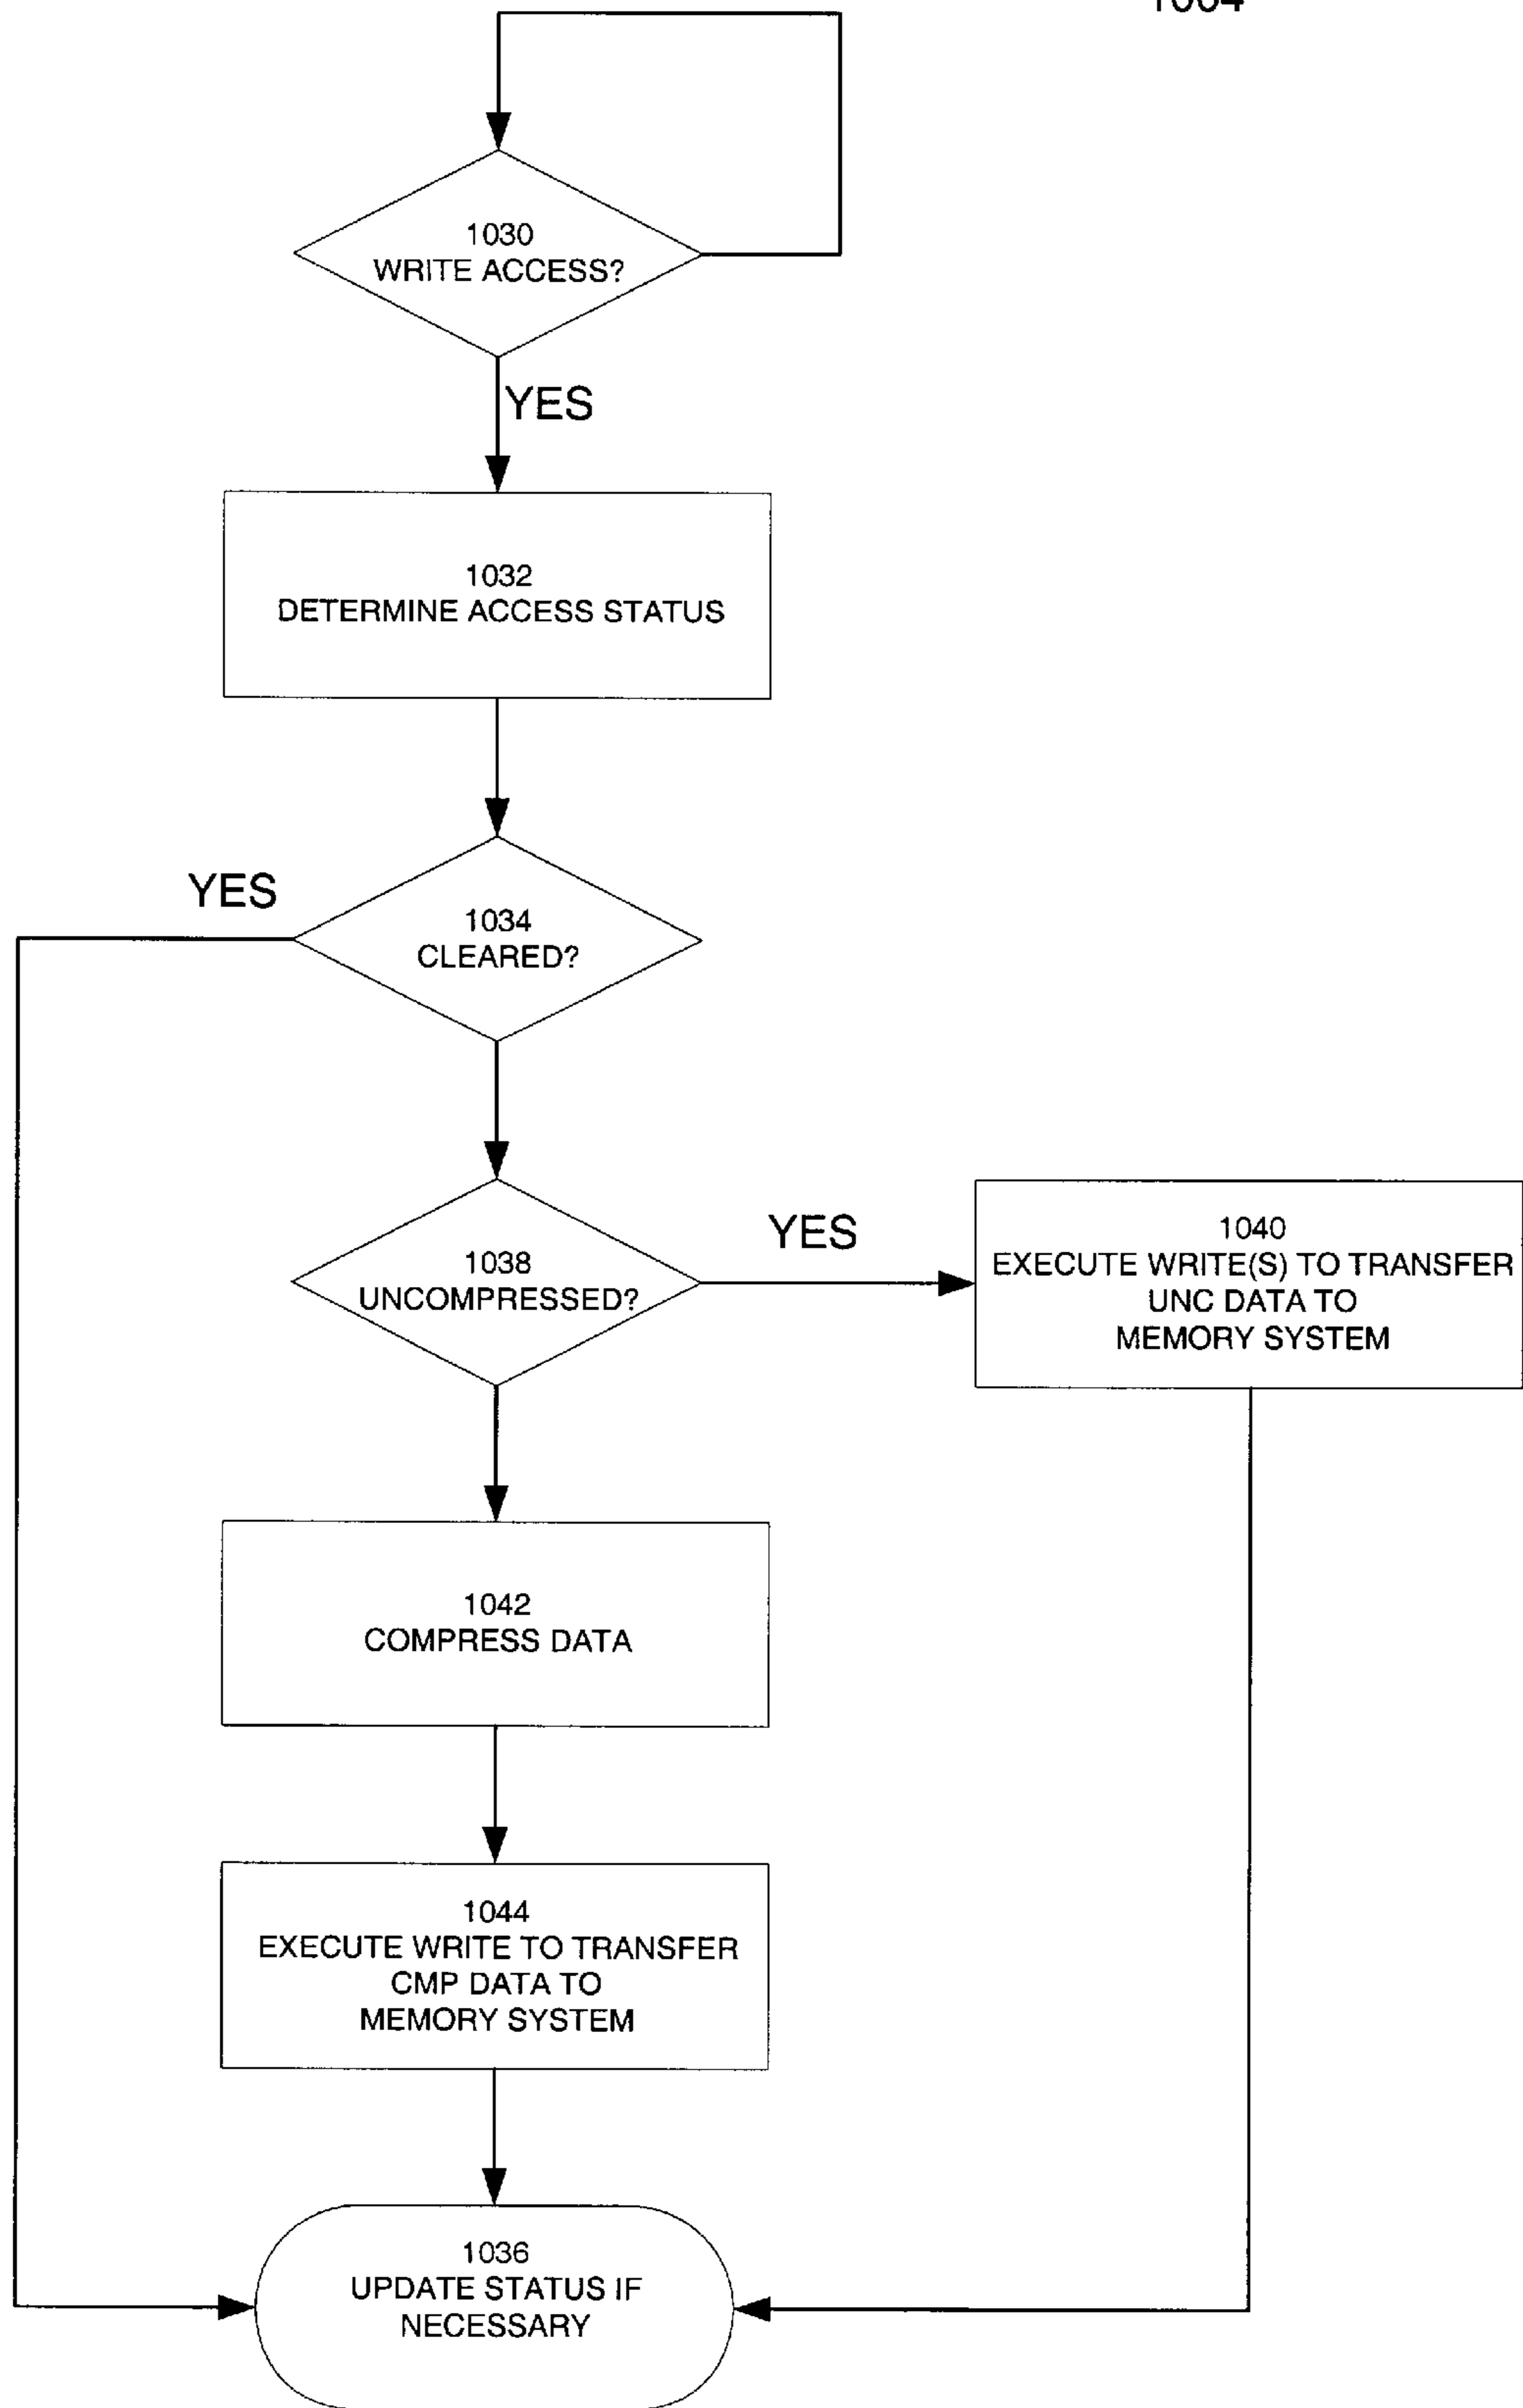 1030
WRITE ACCESS?
YES
1032
DETERMINE ACCESS STATUS
YES
1034
CLEARED?
1038
UNCOMPRESSED?
YES
1040
EXECUTE WRITE(S) TO TRANSFER
UNC DATA TO
MEMORY SYSTEM
1042
COMPRESS DATA
1044
EXECUTE WRITE TO TRANSFER
CMP DATA TO
MEMORY SYSTEM
1036
UPDATE STATUS IF
NECESSARY